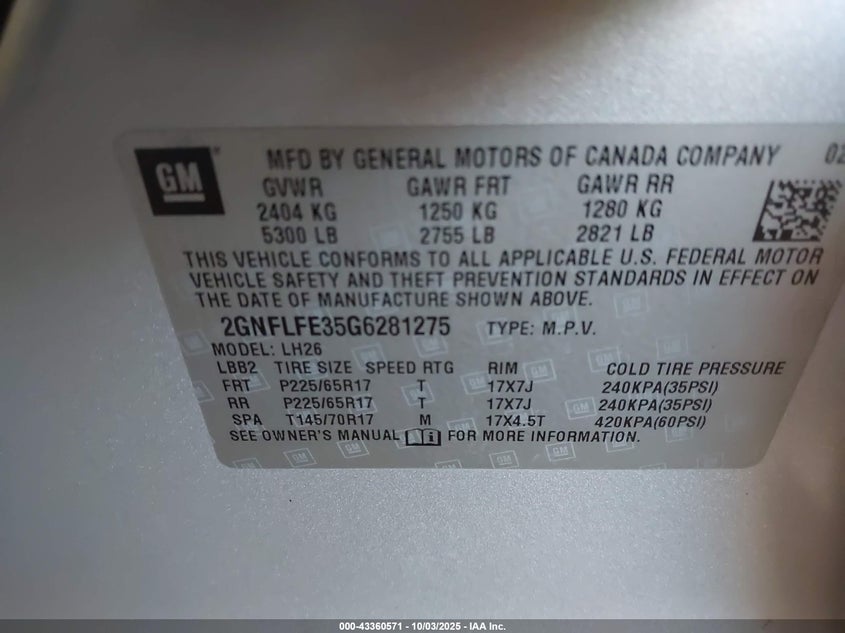 GM
MFD BY GENERAL MOTORS OF CANADA COMPANY 02
GVWR GAWR FRT GAWR RR
2404 KG 1250 KG 1280 KG
5300 LB 2755 LB 2821 LB
THIS VEHICLE CONFORMS TO ALL APPLICABLE U.S. FEDERAL MOTOR
VEHICLE SAFETY AND THEFT PREVENTION STANDARDS IN EFFECT ON
THE DATE OF MANUFACTURE SHOWN ABOVE.
2GNFLFE35G6281275 TYPE: M.P.V.
MODEL: LH26
LBB2 TIRE SIZE SPEED RTG RIM COLD TIRE PRESSURE
FRT P225/65R17 T 17X7J 240KPA(35PSI)
RR P225/65R17 T 17X7J 240KPA(35PSI)
SPA T145/70R17 M 17X4.5T 420KPA(60PSI)
SEE OWNER'S MANUAL FOR MORE INFORMATION.
000-43360571 | 10/03/2025 – IAA Inc.